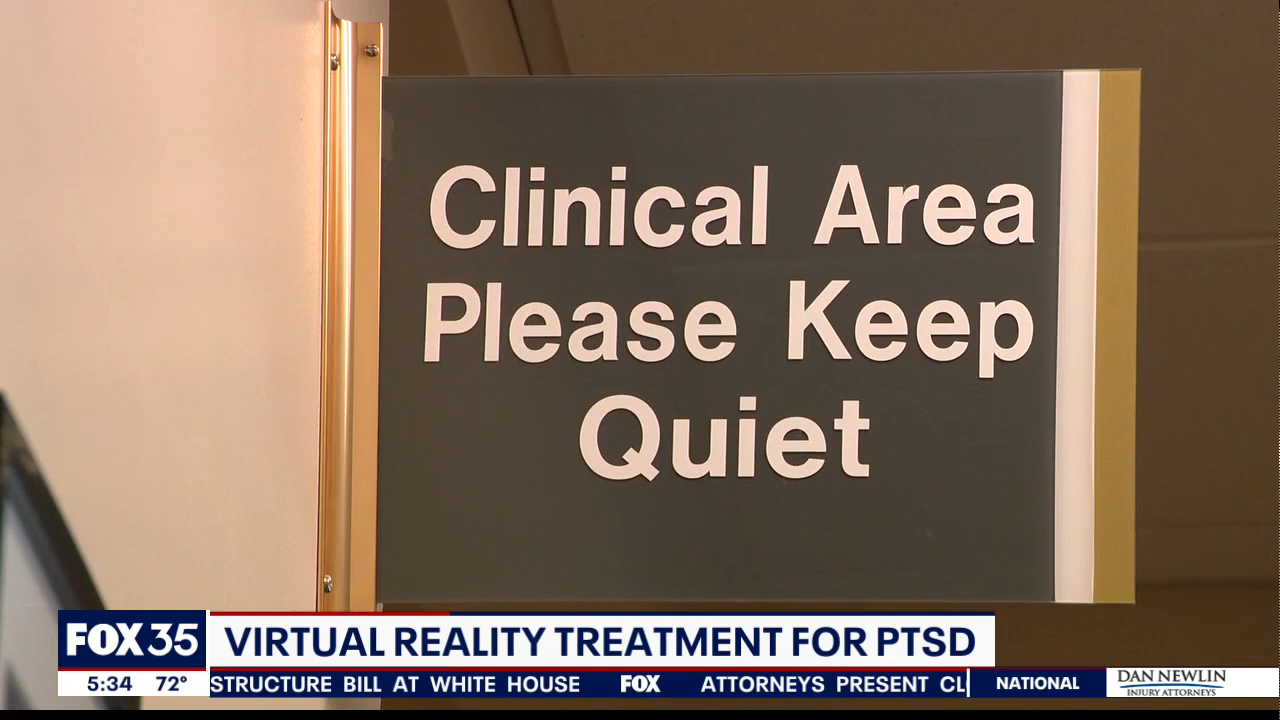 Clinical Area
Please Keep
Quiet
FOX 35
VIRTUAL REALITY TREATMENT FOR PTSD
5:34 72°
STRUCTURE BILL AT WHITE HOUSE FOX ATTORNEYS PRESENT CL
NATIONAL
DAN NEWLIN
INJURY ATTORNEYS